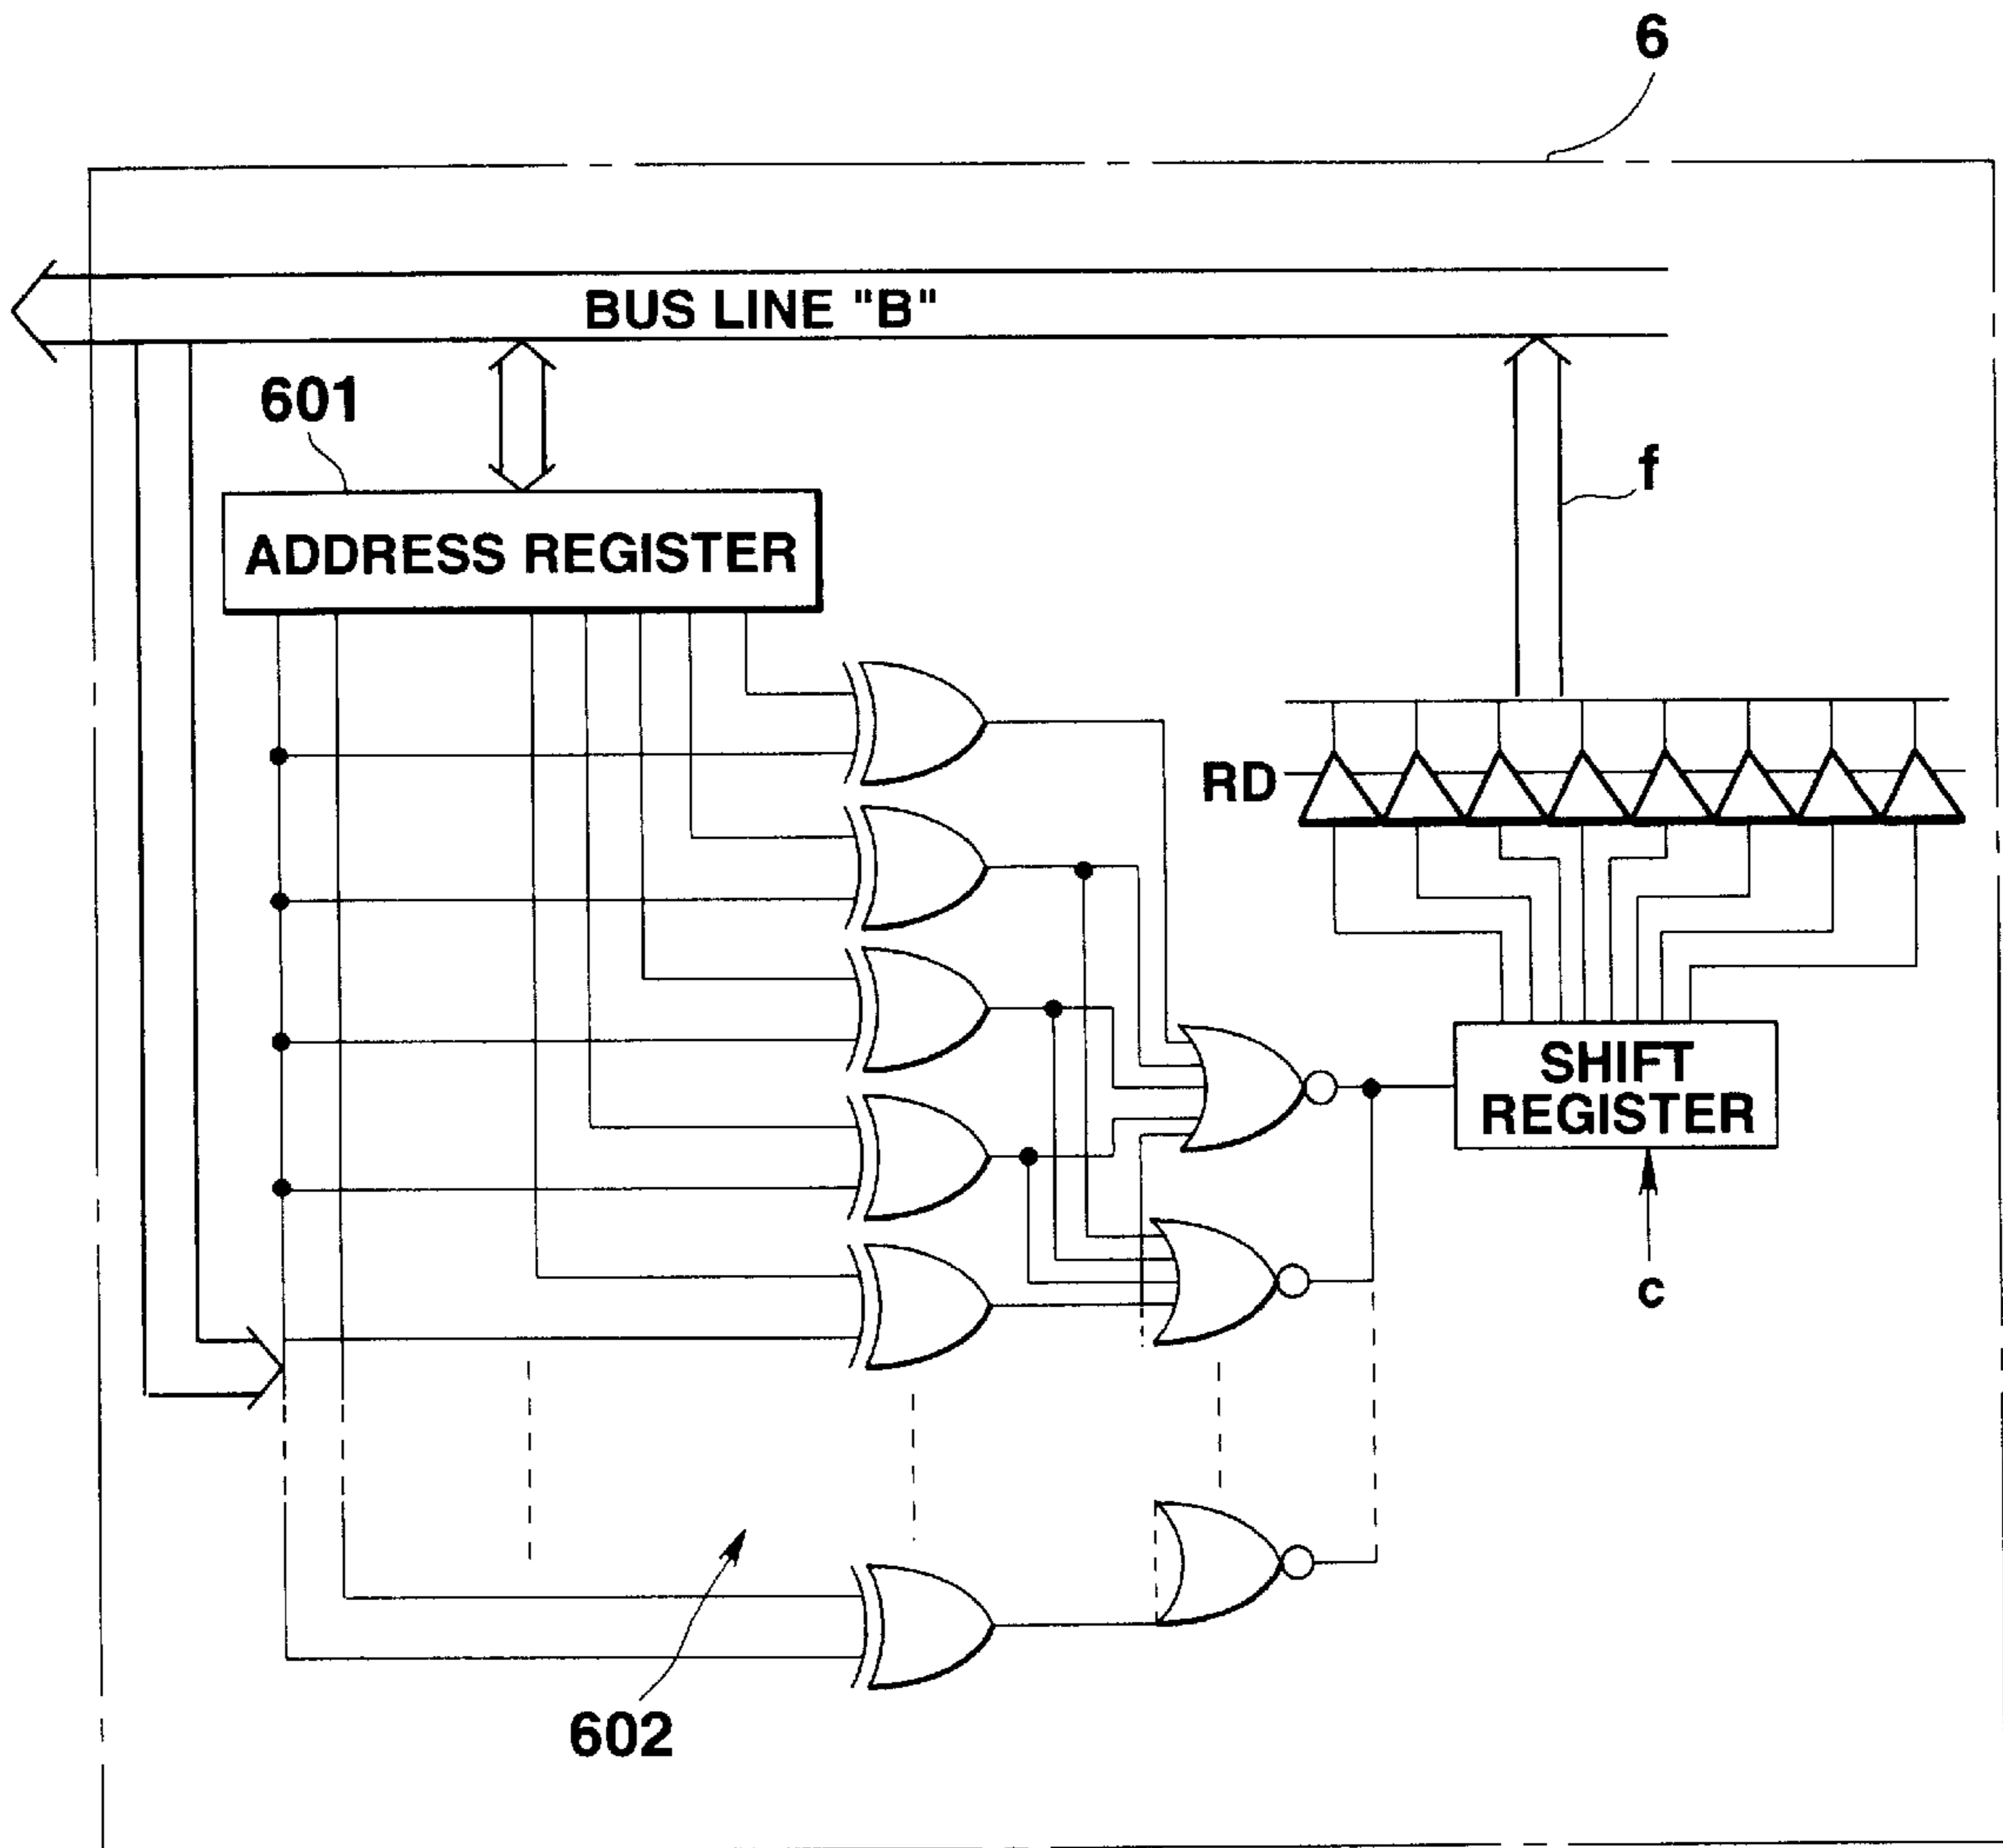 6
BUS LINE "B"
601
f
ADDRESS REGISTER
RD
SHIFT
REGISTER
c
602